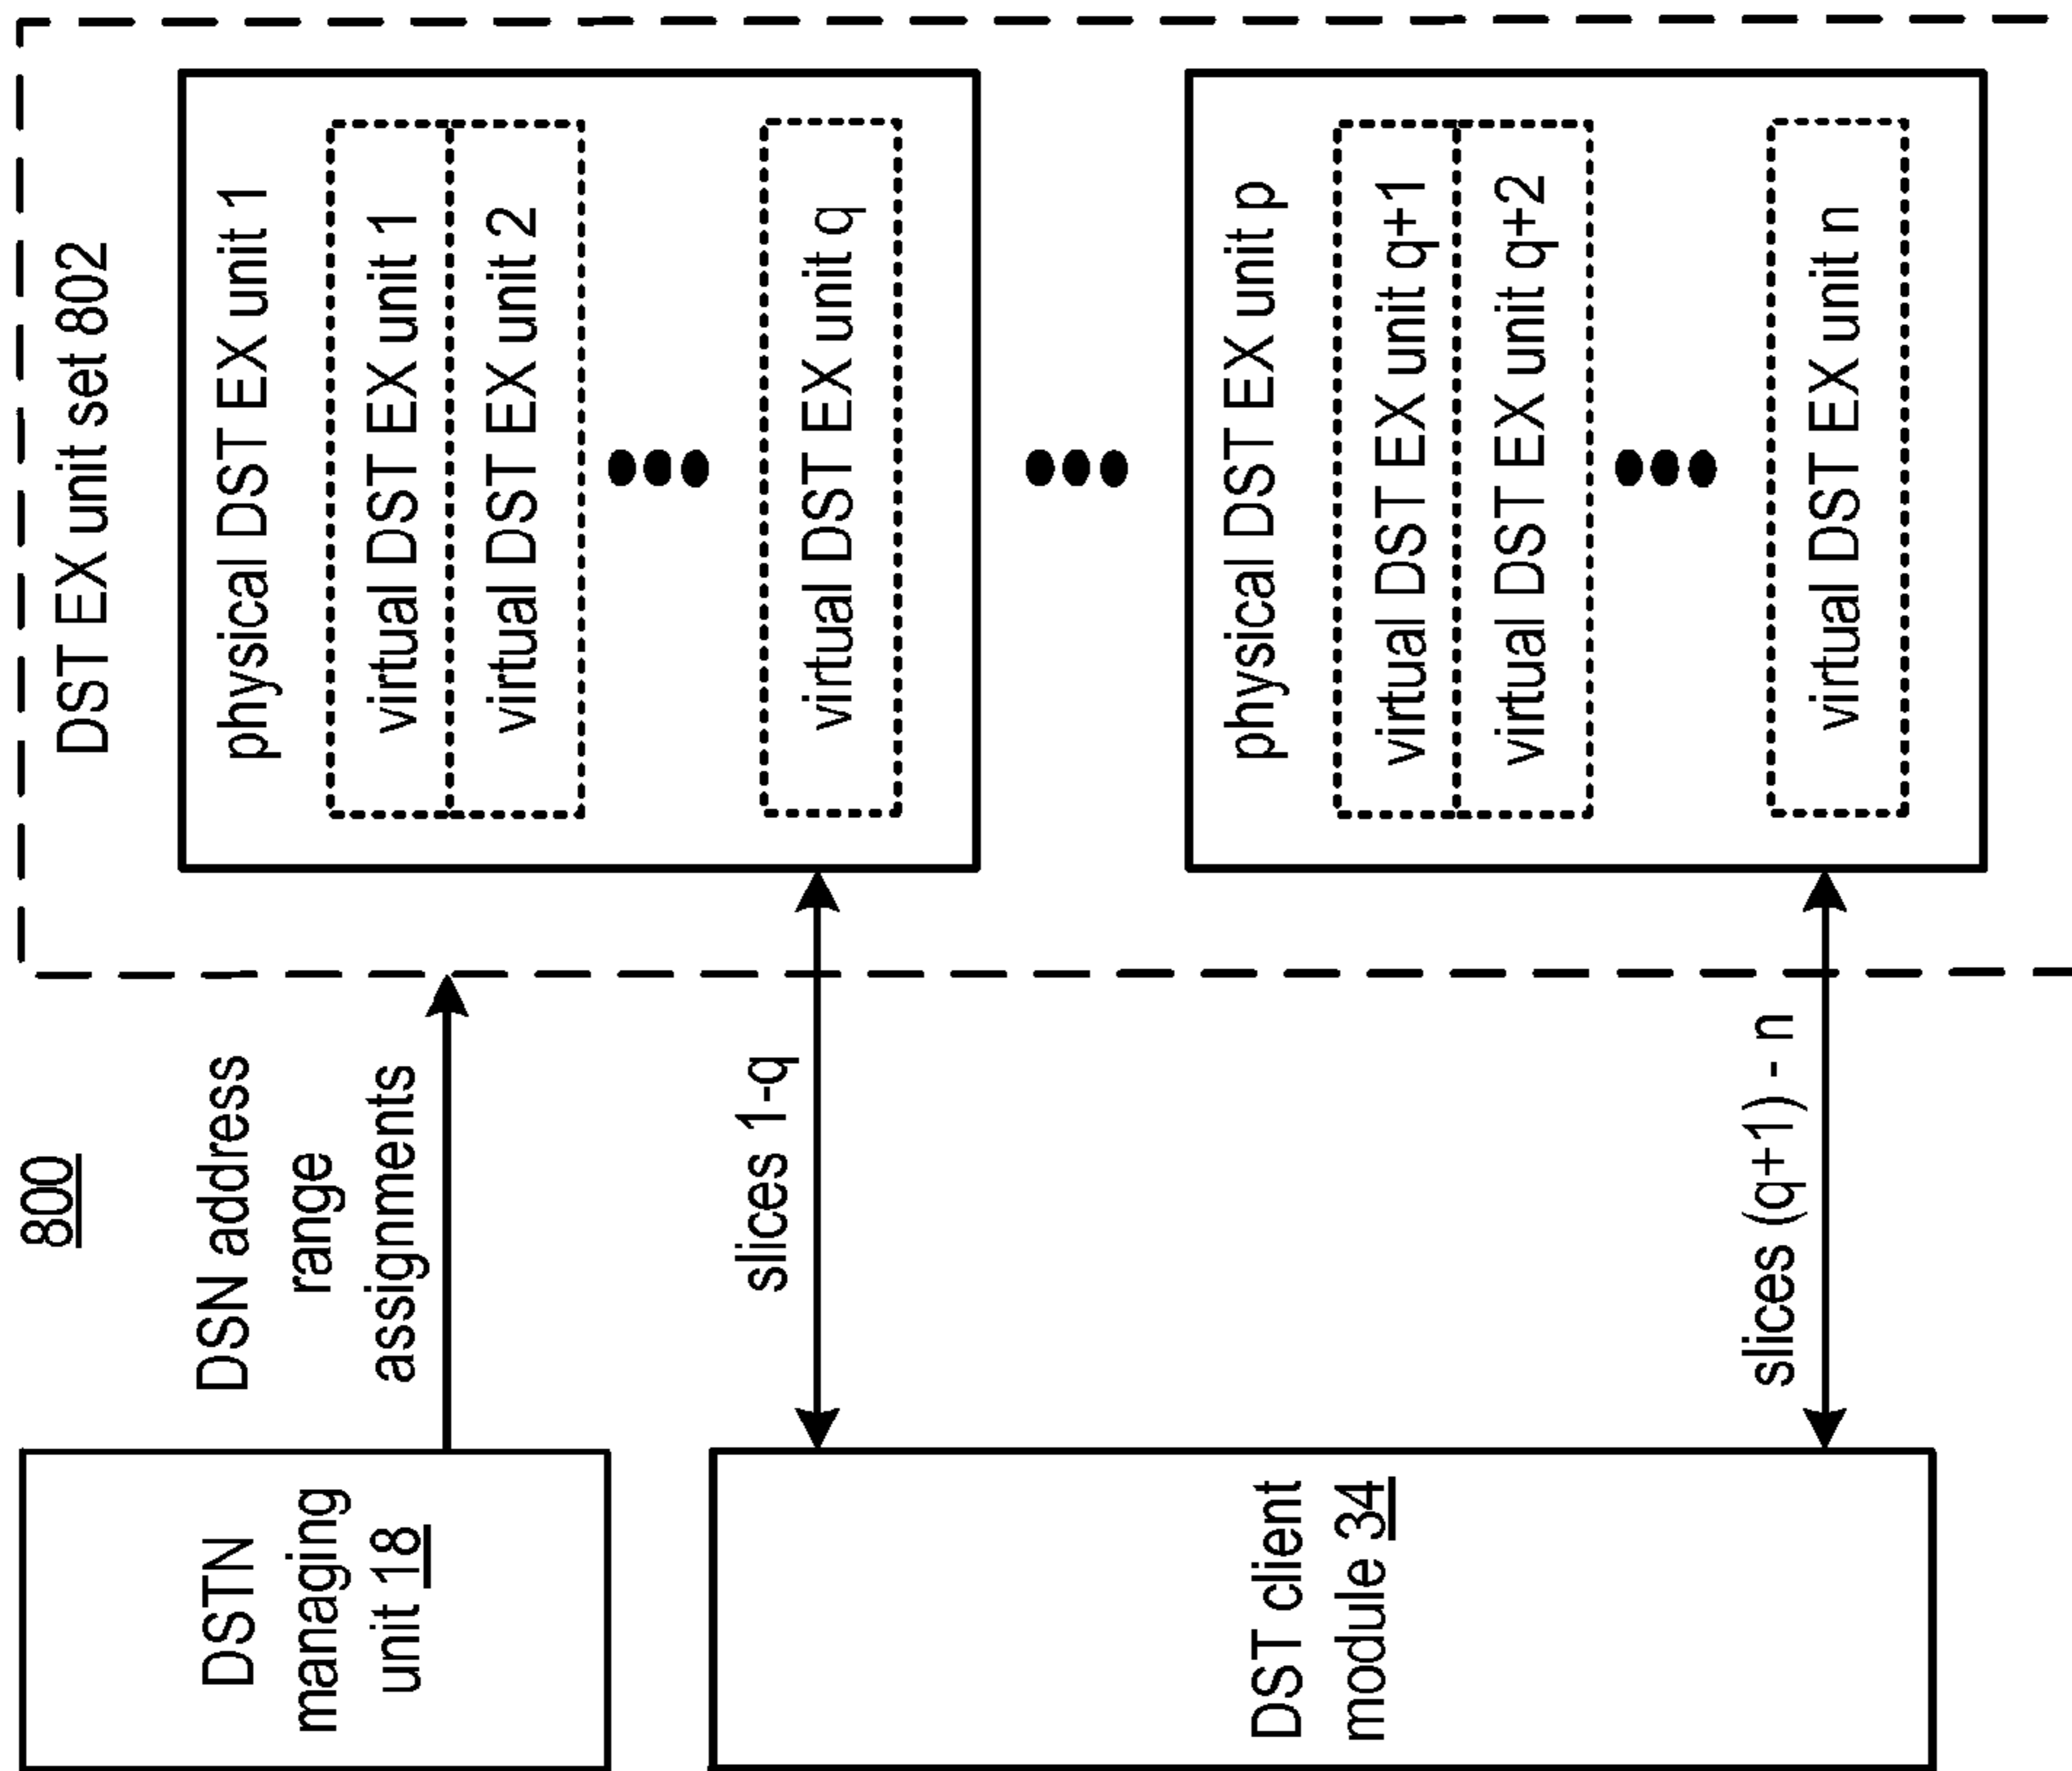 800
DSTN
managing
unit 18
DSN address
range
assignments
DST EX unit set 802
physical DST EX unit 1
virtual DST EX unit 1
virtual DST EX unit 2
virtual DST EX unit q
DST client
module 34
slices 1-q
slices (q+1) - n
physical DST EX unit p
virtual DST EX unit q+1
virtual DST EX unit q+2
virtual DST EX unit n